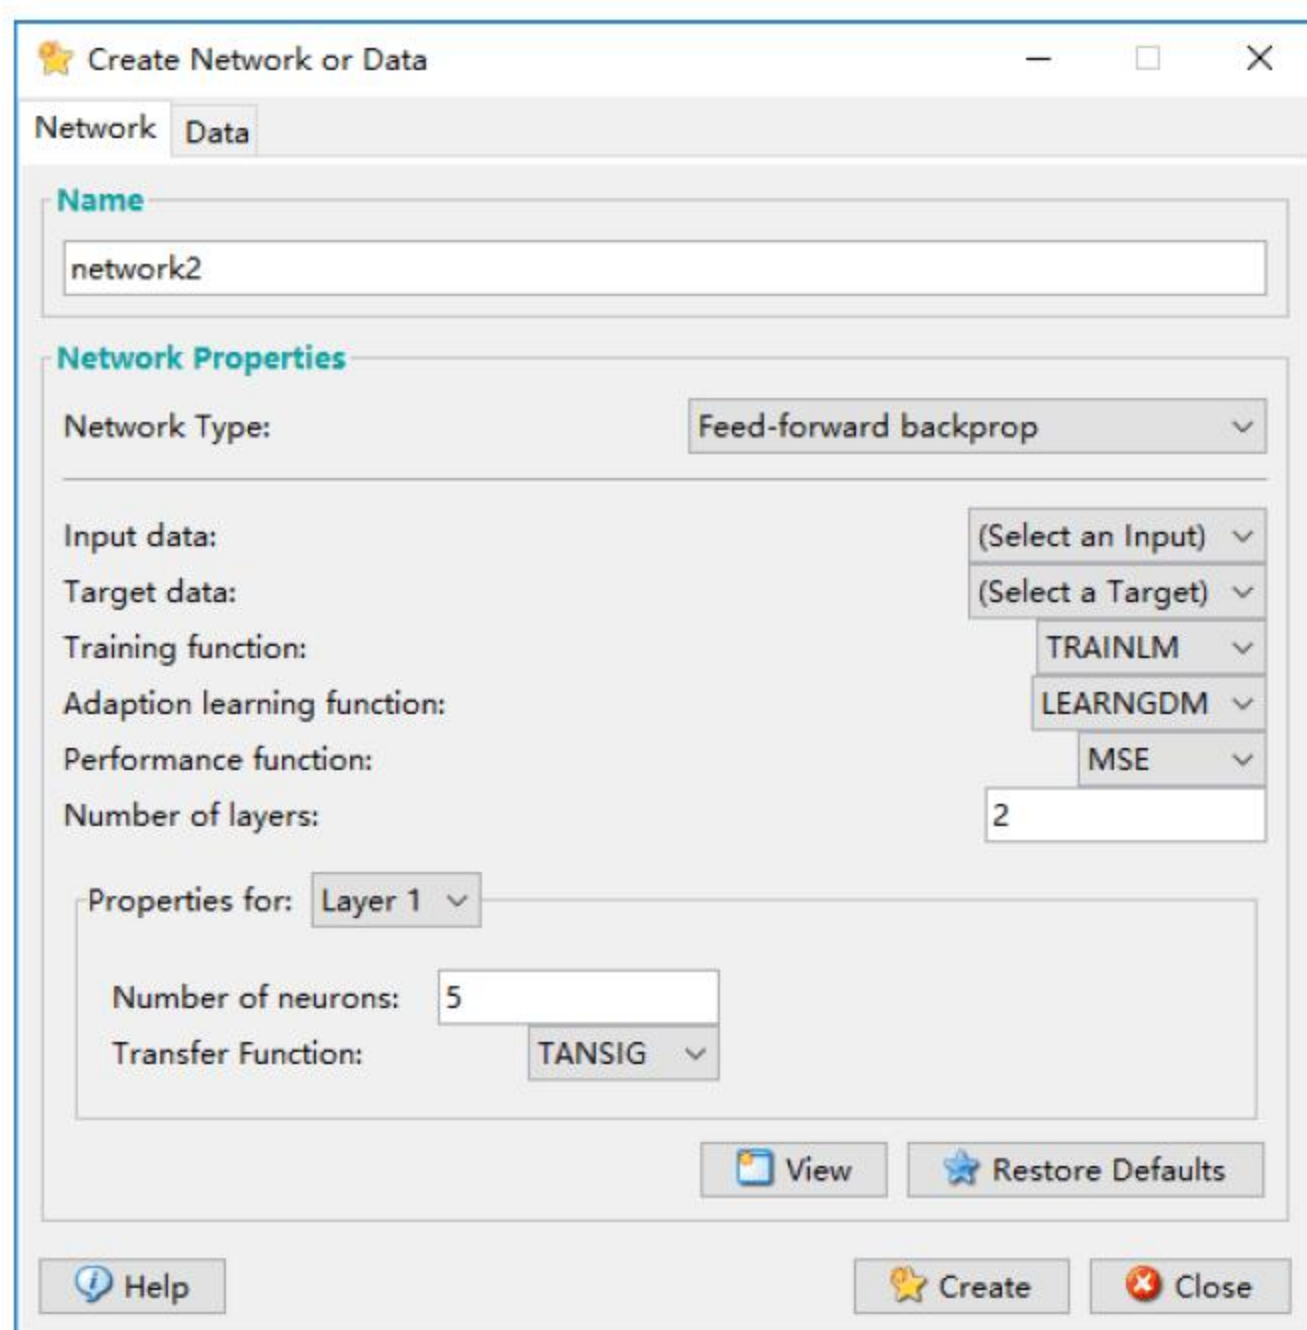 Create Network or Data
Network Data
Name
network2
Network Properties
Network Type: Feed-forward backprop
Input data: (Select an Input)
Target data: (Select a Target)
Training function: TRAINLM
Adaption learning function: LEARNGDM
Performance function: MSE
Number of layers: 2
Properties for: Layer 1
Number of neurons: 5
Transfer Function: TANSIG
View Restore Defaults
Help Create Close